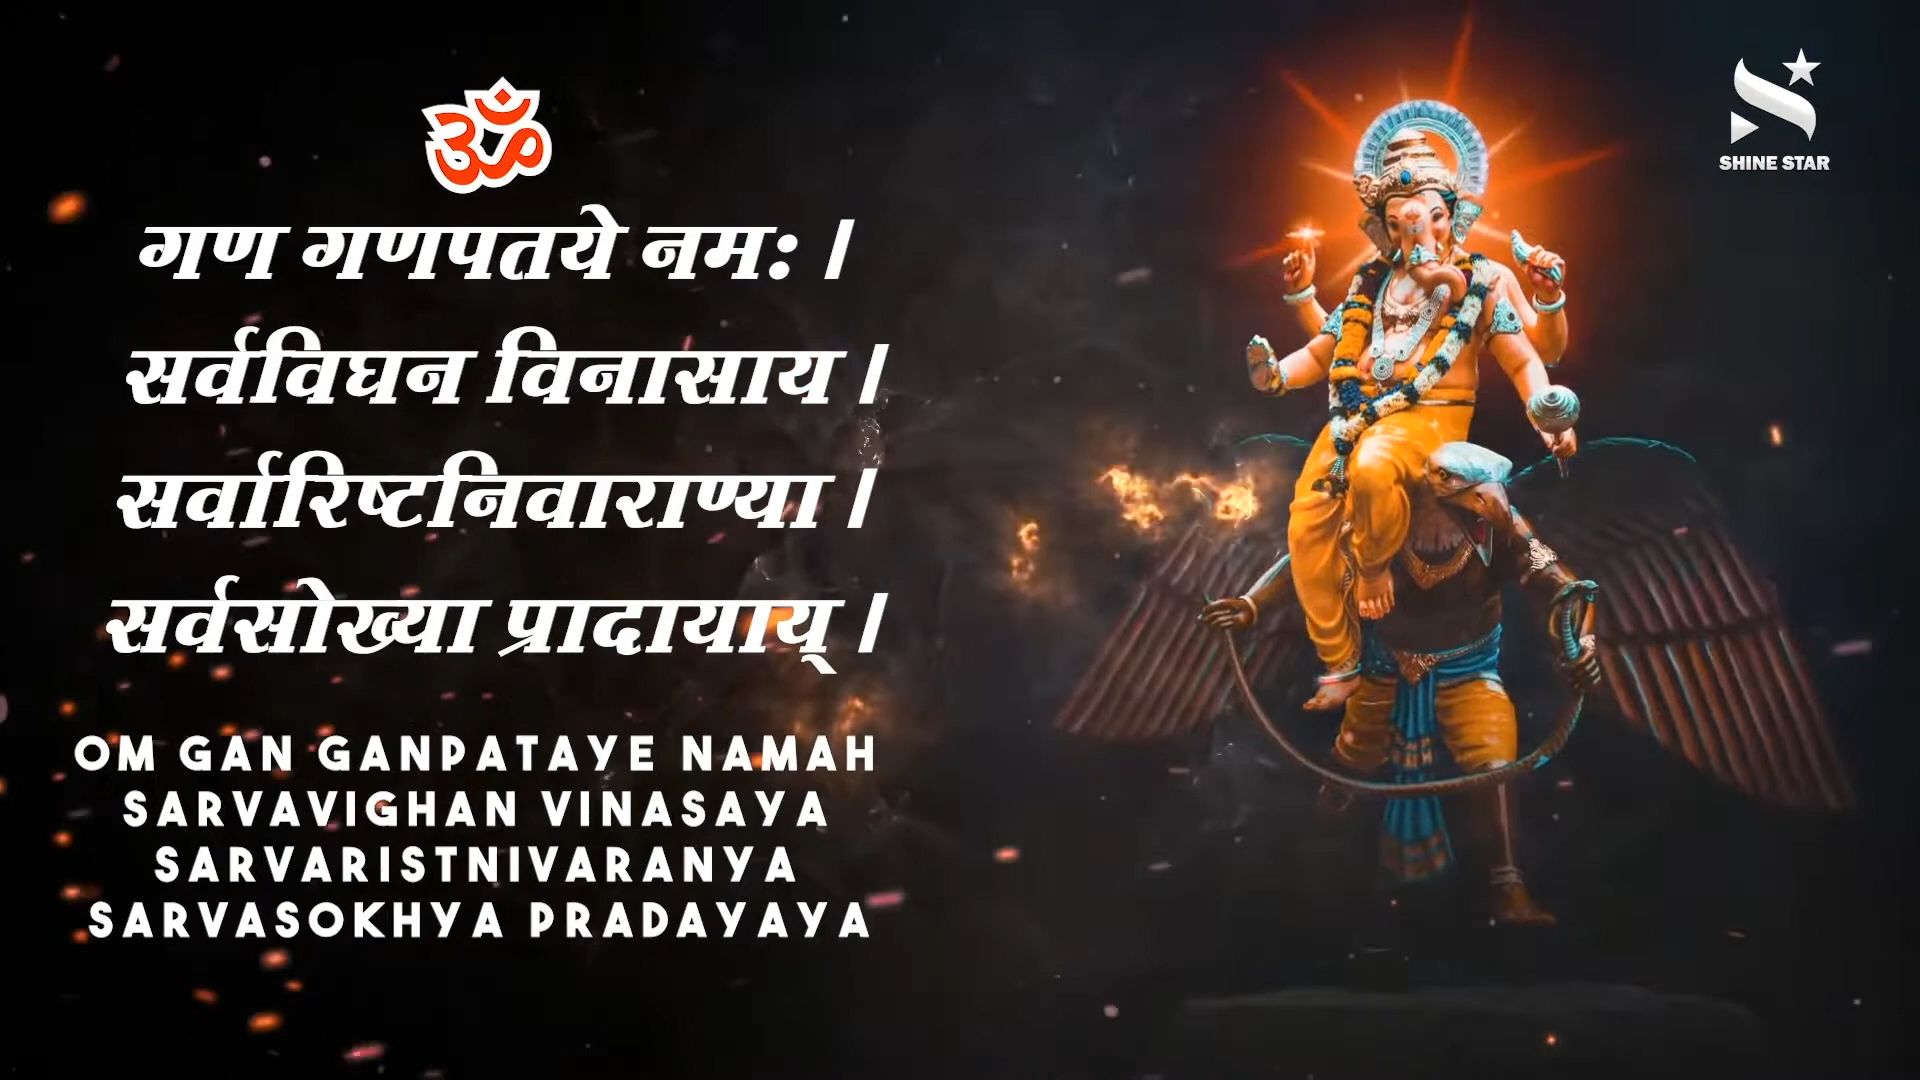 ॐ
गण गणपतये नमः ।
सर्वविघन विनासाय ।
सर्वारिष्टनिवाराण्या ।
सर्वसोख्या प्रादायाय् ।
OM GAN GANPATAYE NAMAH
SARVAVIGHAN VINASAYA
SARVARISTNIVARANYA
SARVASOKHYA PRADAYAYA
SHINE STAR